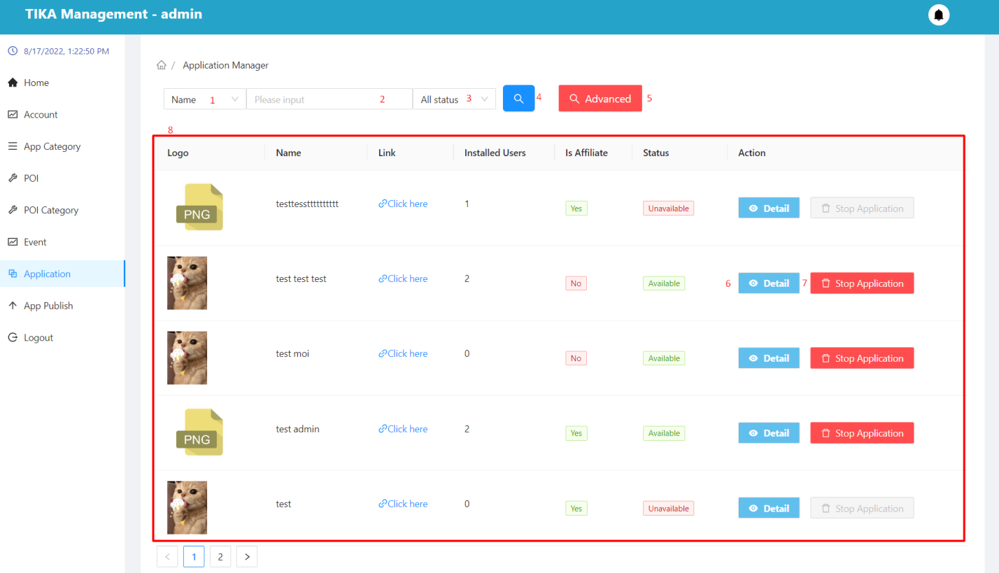 TIKA Management - admin
8/17/2022, 1:22:50 PM
Home
Account
App Category
POI
POI Category
Event
Application
App Publish
Logout
/ Application Manager
Name 1 Please input 2 All status 3 4 Advanced 5
8
Logo Name Link Installed Users Is Affiliate Status Action
PNG testtesstttttttttt Click here 1 Yes Unavailable Detail Stop Application
test test test Click here 2 No Available 6 Detail 7 Stop Application
test moi Click here 0 No Available Detail Stop Application
PNG test admin Click here 2 Yes Available Detail Stop Application
test Click here 0 Yes Unavailable Detail Stop Application
< 1 2 >